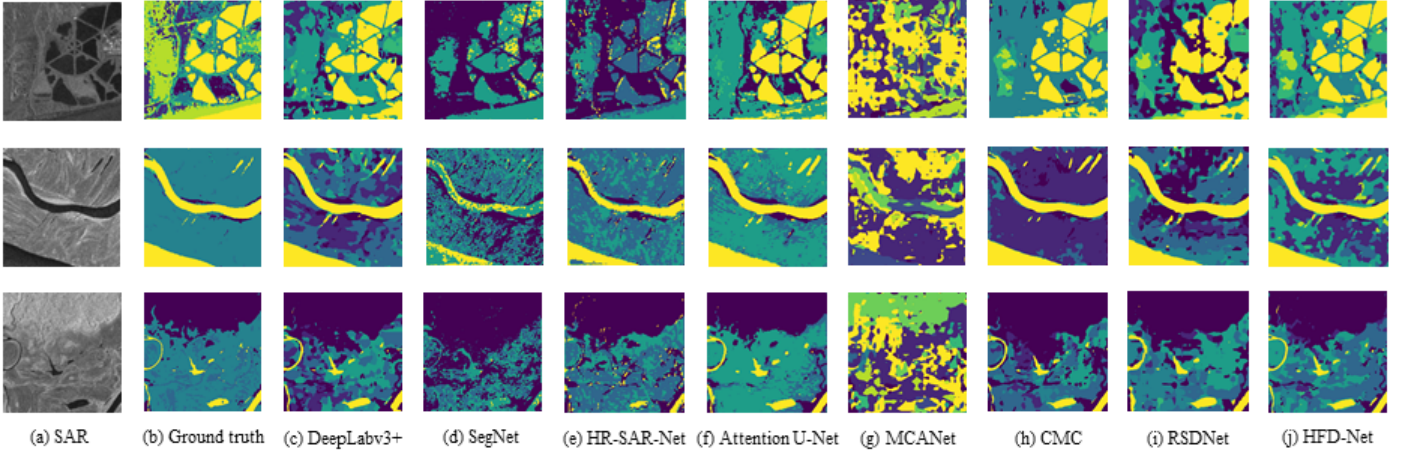 (a) SAR (b) Ground truth (c) DeepLabv3+ (d) SegNet (e) HR-SAR-Net (f) Attention U-Net (g) MCANet (h) CMC (i) RSDNet (j) HFD-Net